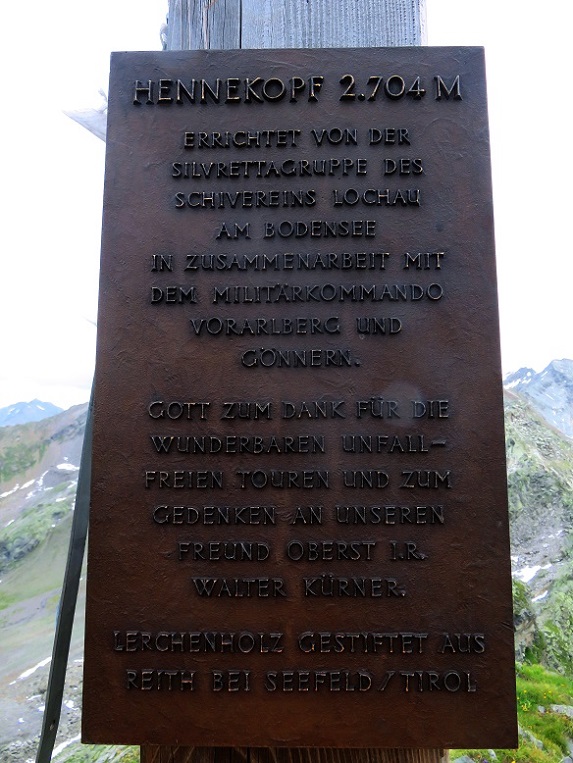 HENNEKOPF 2.704 M
ERRICHTET VON DER
SILVRETTAGRUPPE DES
SCHIVEREINS LOCHAU
AM BODENSEE
IN ZUSAMMENARBEIT MIT
DEM MILITÄRKOMMANDO
VORARLBERG UND
GÖNNERN.
GOTT ZUM DANK FÜR DIE
WUNDERBAREN UNFALL-
FREIEN TOUREN UND ZUM
GEDENKEN AN UNSEREN
FREUND OBERST I.R.
WALTER KÜRNER.
LERCHENHOLZ GESTIFTET AUS
REITH BEI SEEFELD/TIROL